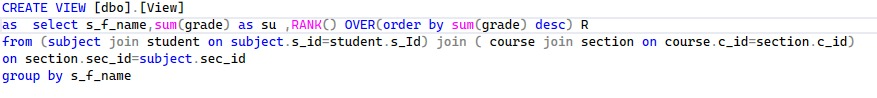 CREATE VIEW [dbo].[View]
as  select s_f_name,sum(grade) as su ,RANK() OVER(order by sum(grade) desc) R
from (subject join student on subject.s_id=student.s_Id) join ( course join section on course.c_id=section.c_id)
on section.sec_id=subject.sec_id
group by s_f_name